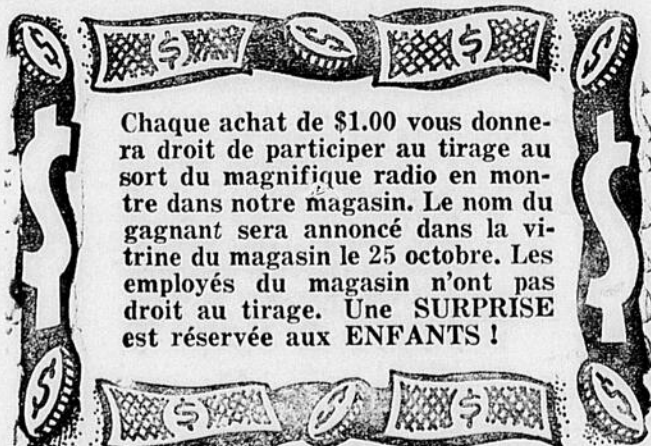 Chaque achat de $1.00 vous donne-
ra droit de participer au tirage au
sort du magnifique radio en mon-
tre dans notre magasin. Le nom du
gagnant sera annoncé dans la vi-
trine du magasin le 25 octobre. Les
employés du magasin n'ont pas
droit au tirage. Une SURPRISE
est réservée aux ENFANTS !